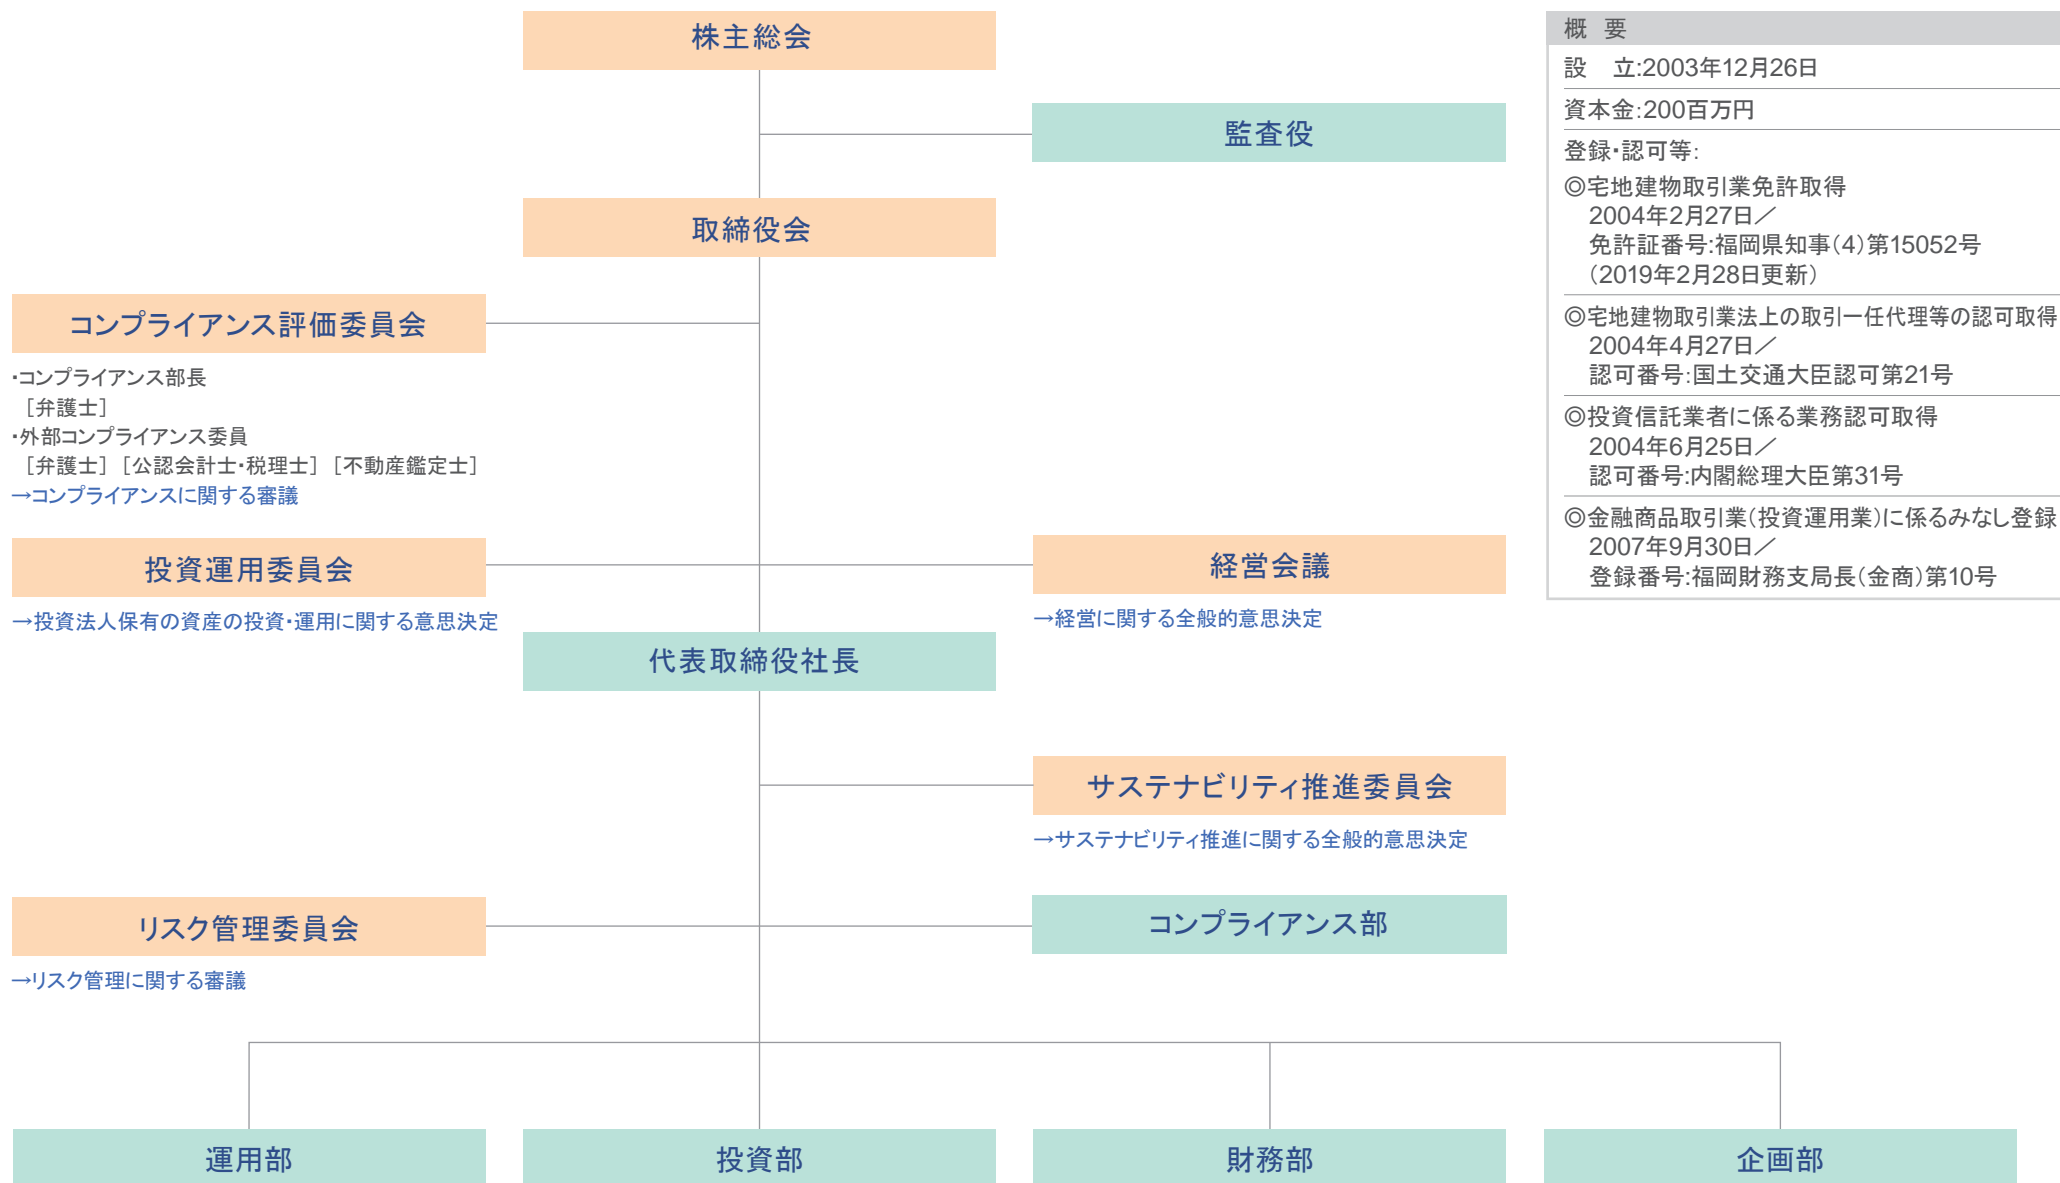 株主総会
監査役
取締役会
コンプライアンス評価委員会
・コンプライアンス部長
［弁護士］
・外部コンプライアンス委員
［弁護士］［公認会計士・税理士］［不動産鑑定士］
→コンプライアンスに関する審議
投資運用委員会
→投資法人保有の資産の投資・運用に関する意思決定
経営会議
→経営に関する全般的意思決定
代表取締役社長
サステナビリティ推進委員会
→サステナビリティ推進に関する全般的意思決定
リスク管理委員会
→リスク管理に関する審議
コンプライアンス部
運用部
投資部
財務部
企画部
概 要
設 立:2003年12月26日
資本金:200百万円
登録・認可等:
◎宅地建物取引業免許取得
2004年2月27日／
免許証番号:福岡県知事（4）第15052号
（2019年2月28日更新）
◎宅地建物取引業法上の取引一任代理等の認可取得
2004年4月27日／
認可番号:国土交通大臣認可第21号
◎投資信託業者に係る業務認可取得
2004年6月25日／
認可番号:内閣総理大臣第31号
◎金融商品取引業（投資運用業）に係るみなし登録
2007年9月30日／
登録番号:福岡財務支局長（金商）第10号